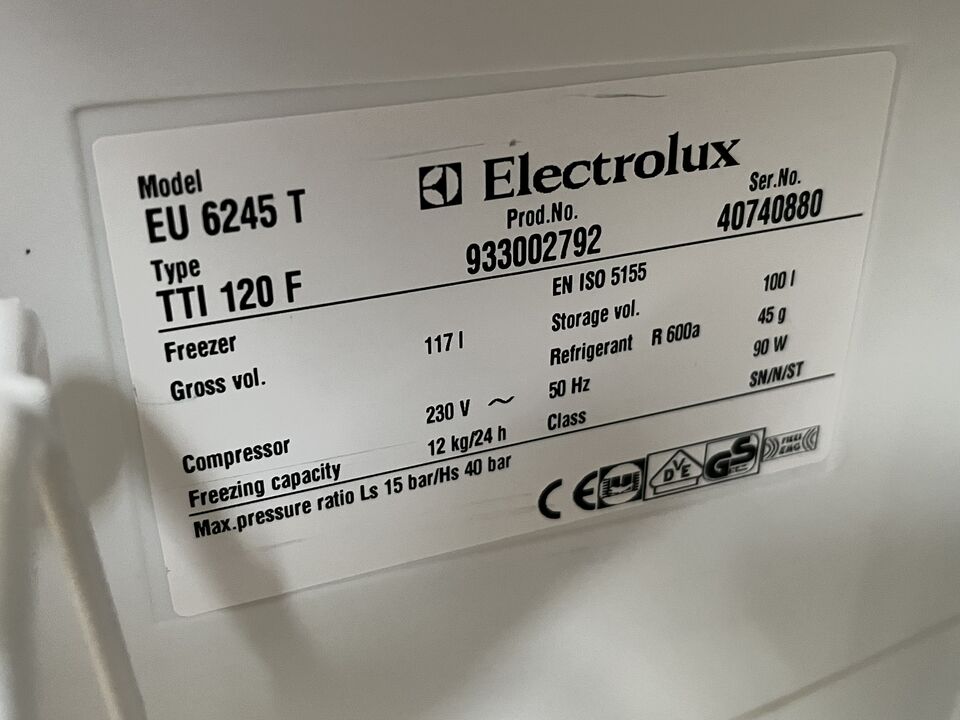 Model
EU 6245 T
Electrolux
Type
TTI 120 F
Prod.No.
933002792
Ser.No.
40740880
Freezer
EN ISO 5155
Gross vol. 117 l
Storage vol. 100 l
Refrigerant R 600a 45 g
Compressor 230 V ~ 50 Hz 90 W
Freezing capacity 12 kg/24 h Class SN/N/ST
Max.pressure ratio Ls 15 bar/Hs 40 bar
CE
DVE
GS